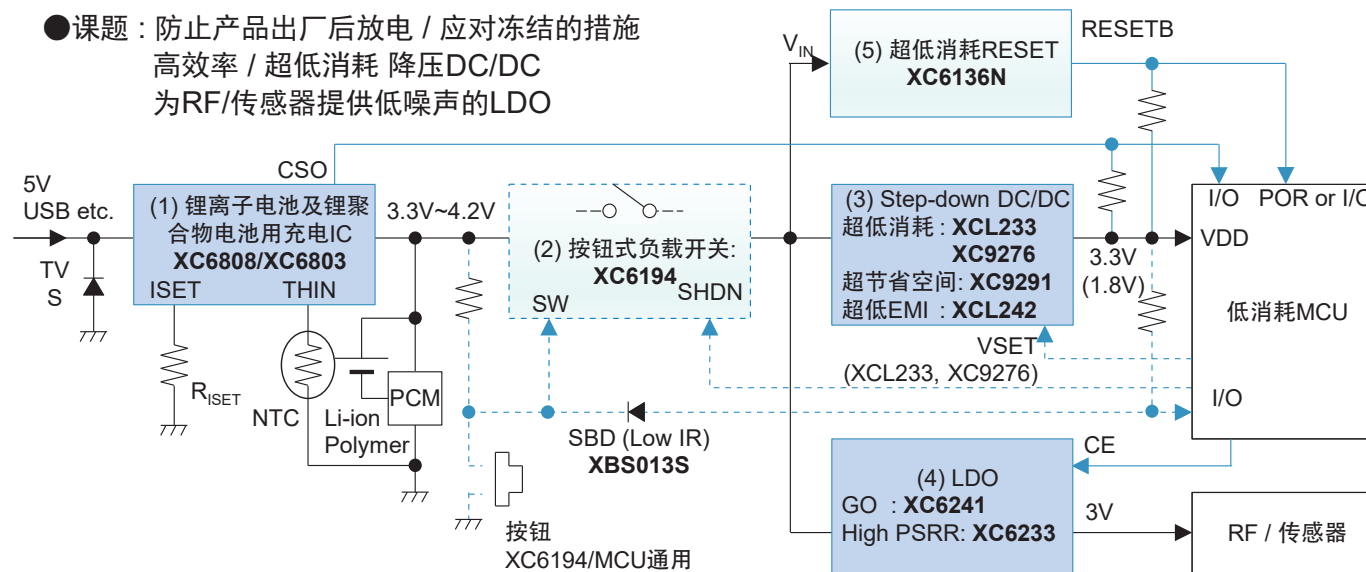 ●课题 : 防止产品出厂后放电 / 应对冻结的措施
高效率 / 超低消耗 降压DC/DC
为RF/传感器提供低噪声的LDO
VIN
(5) 超低消耗RESET
XC6136N
RESETB
CSO
5V
USB etc.
TV
S
(1) 锂离子电池及锂聚
合物电池用充电IC
XC6808/XC6803
ISET
THIN
RISET
NTC
Li-ion
Polymer
PCM
3.3V~4.2V
(2) 按钮式负载开关:
XC6194
SW
SHDN
(3) Step-down DC/DC
超低消耗 : XCL233
XC9276
超节省空间: XC9291
超低EMI : XCL242
VSET
(XCL233, XC9276)
3.3V
(1.8V)
I/O
POR or I/O
VDD
低消耗MCU
I/O
SBD (Low IR)
XBS013S
按钮
XC6194/MCU通用
CE
(4) LDO
GO : XC6241
High PSRR: XC6233
3V
RF / 传感器